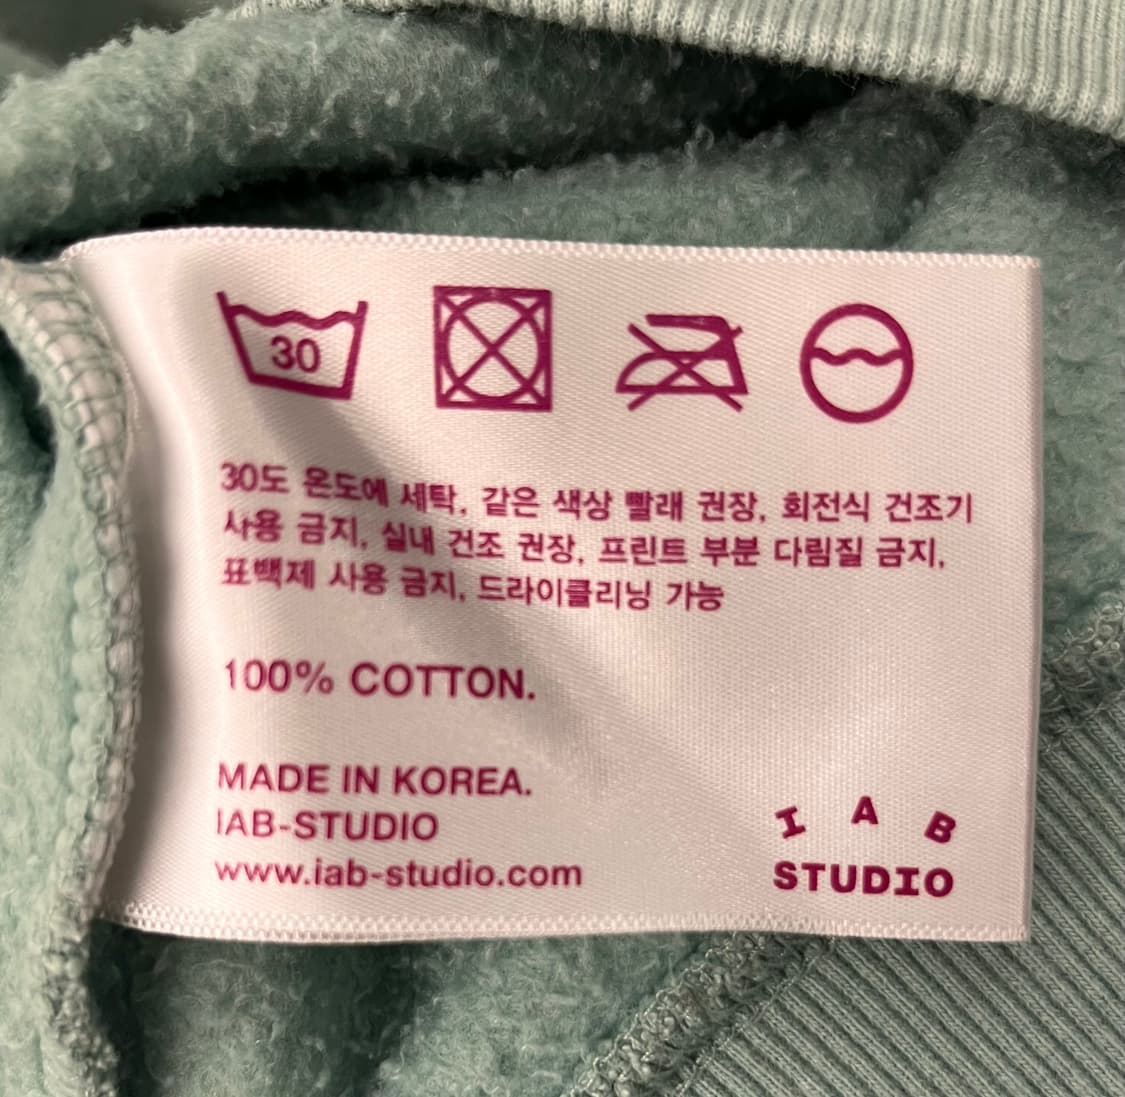 30
30도 온도에 세탁, 같은 색상 빨래 권장, 회전식 건조기
사용 금지, 실내 건조 권장, 프린트 부분 다림질 금지,
표백제 사용 금지, 드라이클리닝 가능
100% COTTON.
MADE IN KOREA.
IAB-STUDIO
www.iab-studio.com
I A B
STUDIO